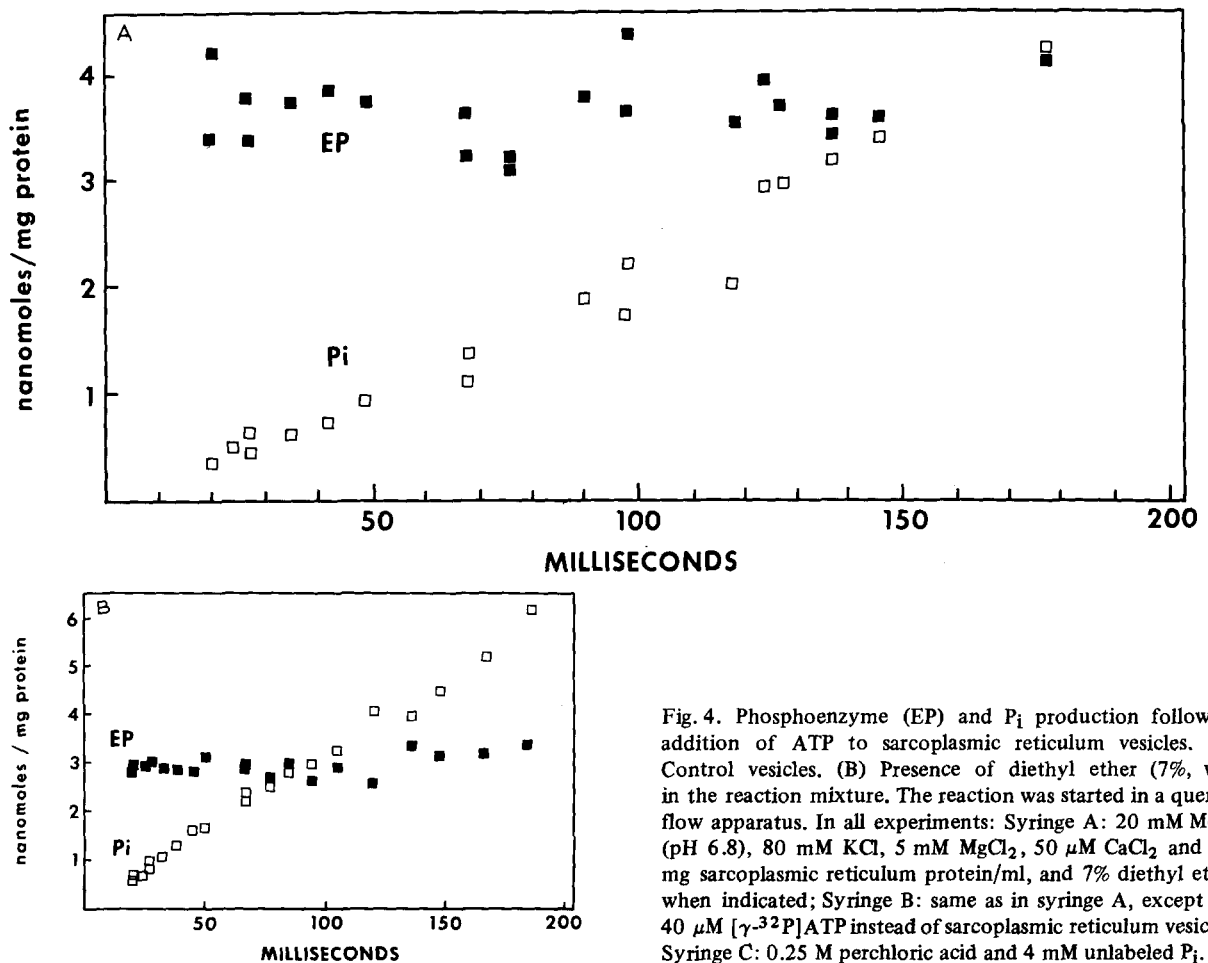 A
nanomoles/mg protein
4
3
2
1
EP
Pi
50
100
150
200
MILLISECONDS
B
nanomoles / mg protein
6
5
4
3
2
1
EP
Pi
50
100
150
200
MILLISECONDS
Fig. 4. Phosphoenzyme (EP) and Pi production follow
addition of ATP to sarcoplasmic reticulum vesicles.
Control vesicles. (B) Presence of diethyl ether (7%, v
in the reaction mixture. The reaction was started in a quen
flow apparatus. In all experiments: Syringe A: 20 mM M
(pH 6.8), 80 mM KCl, 5 mM MgCl₂, 50 μM CaCl₂ and
mg sarcoplasmic reticulum protein/ml, and 7% diethyl et
when indicated; Syringe B: same as in syringe A, except
40 μM [γ-³²P]ATP instead of sarcoplasmic reticulum vesic
Syringe C: 0.25 M perchloric acid and 4 mM unlabeled Pi.